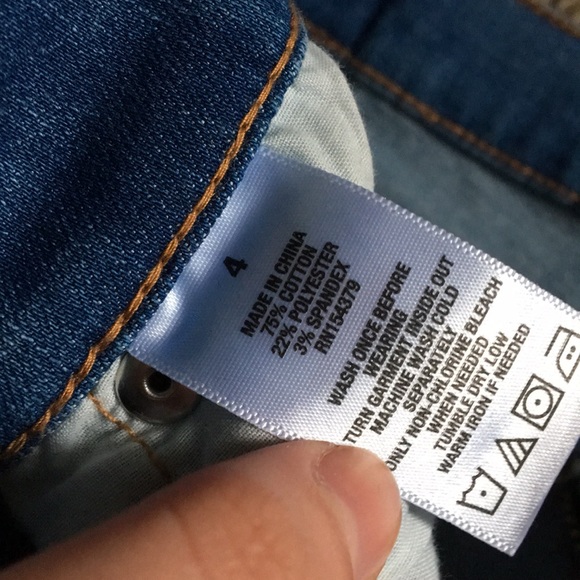 4
MADE IN CHINA
75% COTTON
22% POLYESTER
3% SPANDEX
RN154379
WASH ONCE BEFORE
WEARING
TURN GARMENT INSIDE OUT
MACHINE WASH COLD
SEPARATELY
ONLY NON-CHLORINE BLEACH
WHEN NEEDED
TUMBLE DRY LOW
WARM IRON IF NEEDED